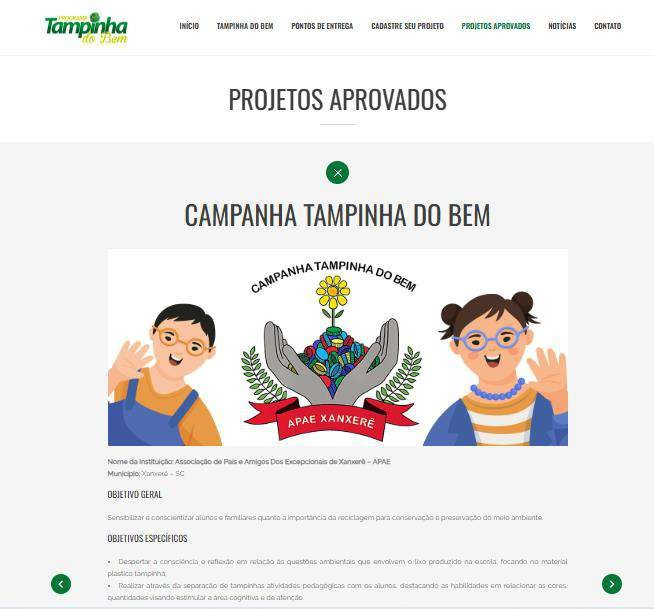 PROGRAMA
Tampinha
do Bem
INÍCIO TAMPINHA DO BEM PONTOS DE ENTREGA CADASTRE SEU PROJETO PROJETOS APROVADOS NOTÍCIAS CONTATO
PROJETOS APROVADOS
CAMPANHA TAMPINHA DO BEM
CAMPANHA TAMPINHA DO BEM
APAE XANXERÊ
Nome da Instituição: Associação de Pais e Amigos Dos Excepcionais de Xanxerê – APAE
Município: Xanxerê – SC
OBJETIVO GERAL
Sensibilizar e conscientizar alunos e familiares quanto a importância da reciclagem para conservação e preservação do meio ambiente.
OBJETIVOS ESPECÍFICOS
• Despertar a consciência e reflexão em relação às questões ambientais que envolvem o lixo produzido na escola, focando no material
plástico tampinha;
• Realizar através da separação de tampinhas atividades pedagógicas com os alunos, destacando as habilidades em relacionar as cores,
quantidades visando estimular a área cognitiva e de atenção.